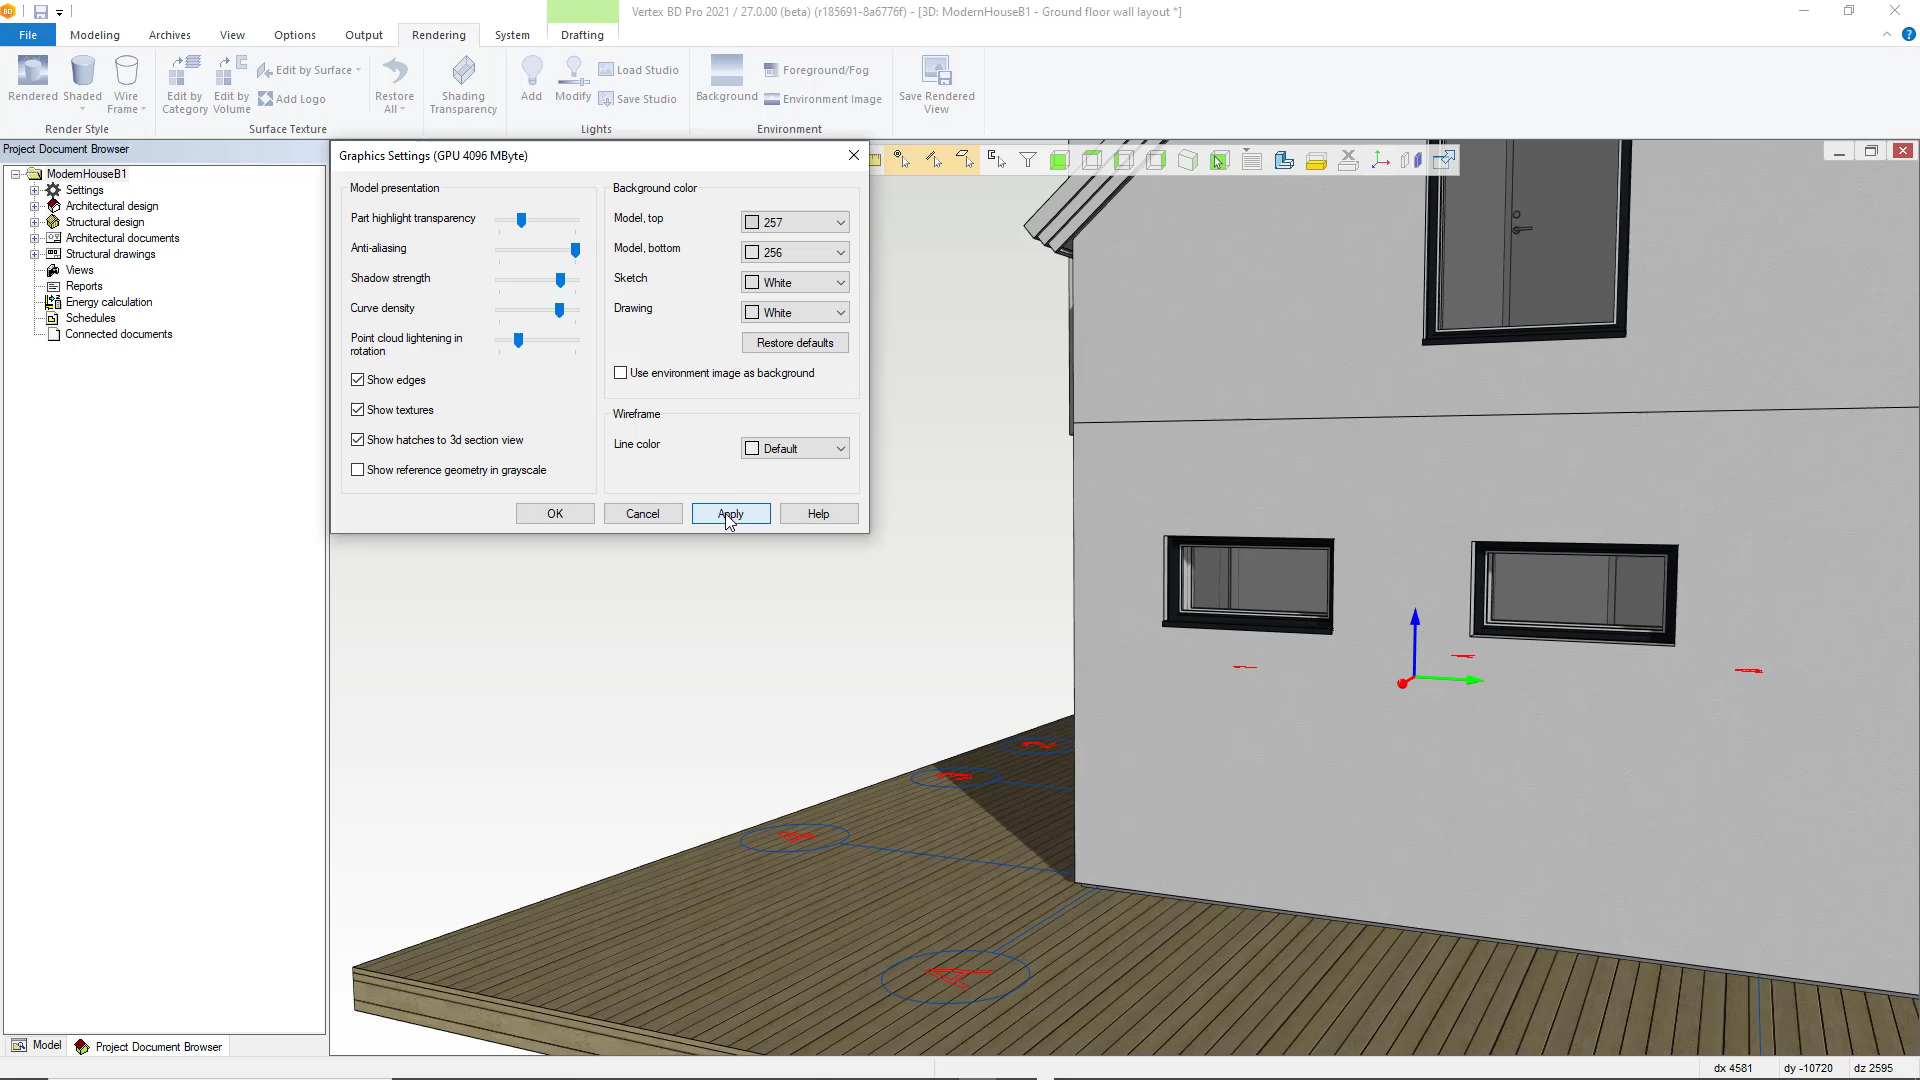 BD
Vertex BD Pro 2021 / 27.0.00 (beta) (r185691-8a6776f) - [3D: ModernHouseB1 - Ground floor wall layout *]
File Modeling Archives View Options Output Rendering System Drafting
Rendered Shaded Wire Frame
Edit by Category Edit by Volume Edit by Surface
Add Logo
Restore All
Shading Transparency
Add Modify Load Studio
Save Studio
Background Foreground/Fog
Environment Image
Save Rendered View
Render Style Surface Texture Lights Environment
Project Document Browser
ModernHouseB1
Settings
Architectural design
Structural design
Architectural documents
Structural drawings
Views
Reports
Energy calculation
Schedules
Connected documents
Graphics Settings (GPU 4096 MByte)
Model presentation
Part highlight transparency
Anti-aliasing
Shadow strength
Curve density
Point cloud lightening in
rotation
Show edges
Show textures
Show hatches to 3d section view
Show reference geometry in grayscale
Background color
Model, top 257
Model, bottom 256
Sketch White
Drawing White
Restore defaults
Use environment image as background
Wireframe
Line color Default
OK Cancel Apply Help
Model Project Document Browser
dx 4581 dy -10720 dz 2595